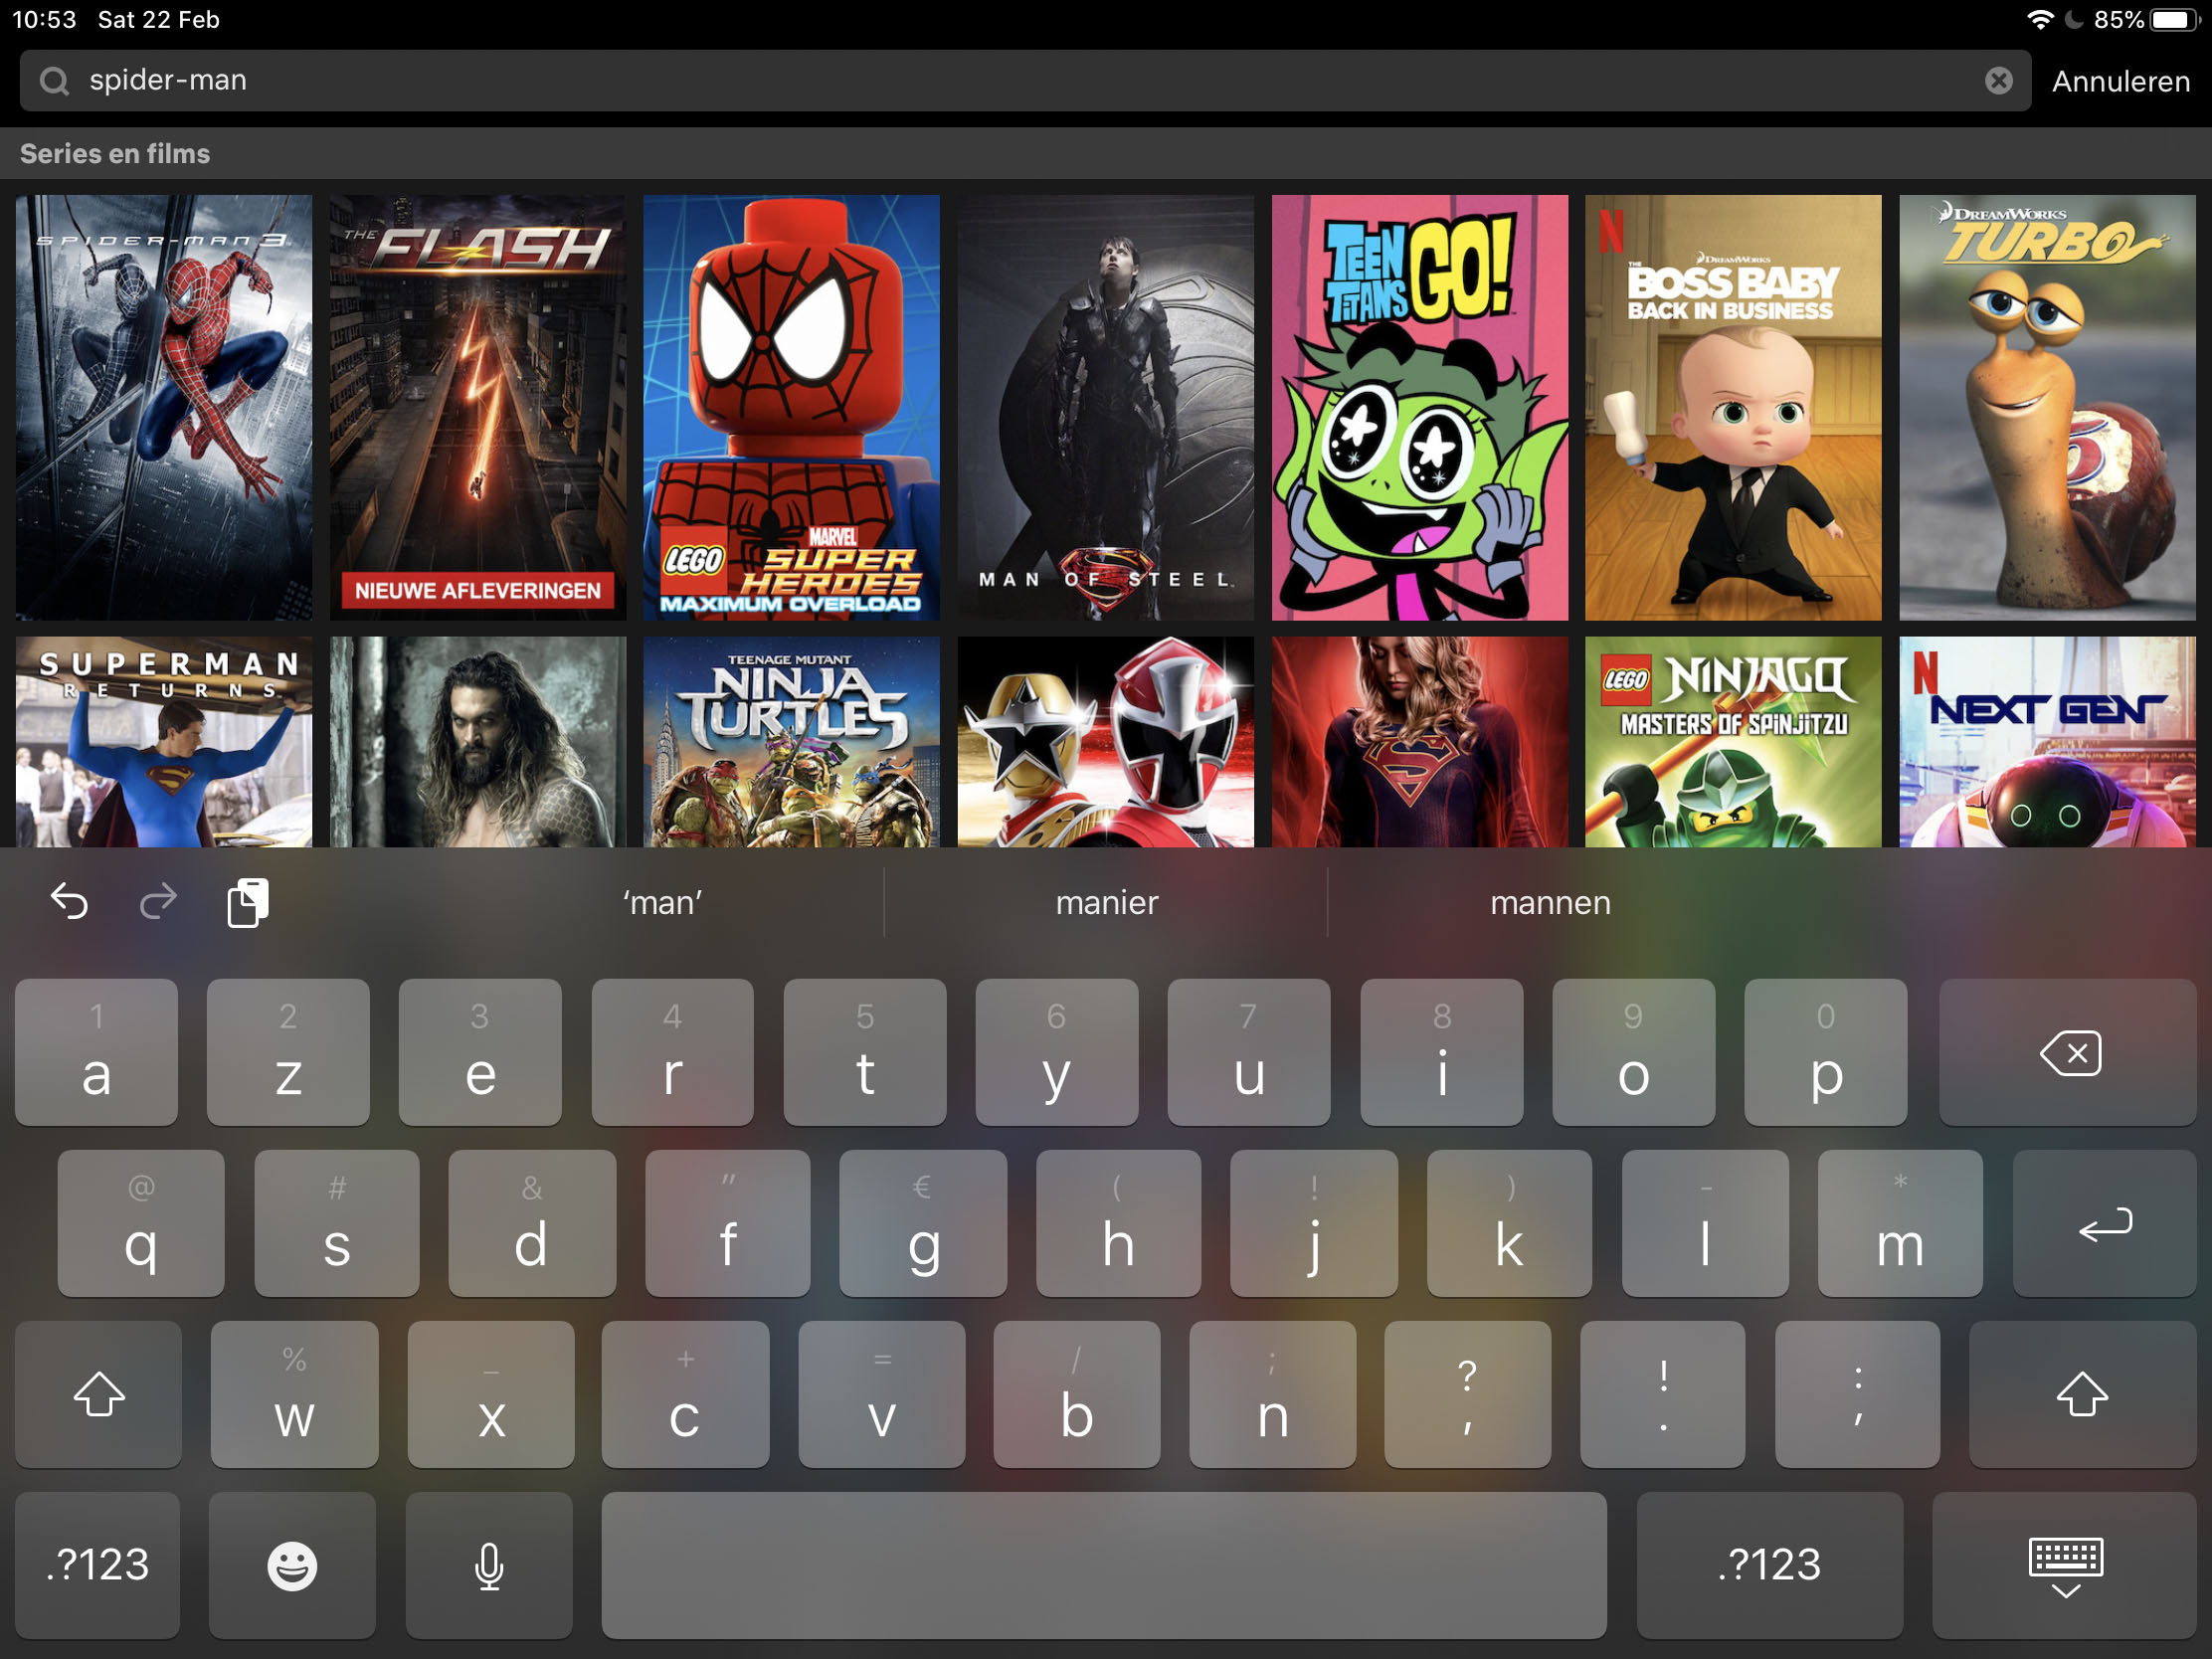 10:53 Sat 22 Feb 85%
spider-man Annuleren
Series en films
SPIDER-MAN 3
THE FLASH
NIEUWE AFLEVERINGEN
LEGO MARVEL SUPER HEROES
MAXIMUM OVERLOAD
MAN OF STEEL
TEEN TITANS GO!
N
DREAMWORKS
THE BOSS BABY
BACK IN BUSINESS
DREAMWORKS
TURBO
SUPERMAN
RETURNS
TEENAGE MUTANT
NINJA
TURTLES
LEGO NINJAGO
MASTERS OF SPINJITZU
N
NEXT GEN
‘man’ manier mannen
1 2 3 4 5 6 7 8 9 0
a z e r t y u i o p
@ # & " € ( ! ) - *
q s d f g h j k l m
% _ + = / ; ? ! :
w x c v b n , . ;
.?123 .?123